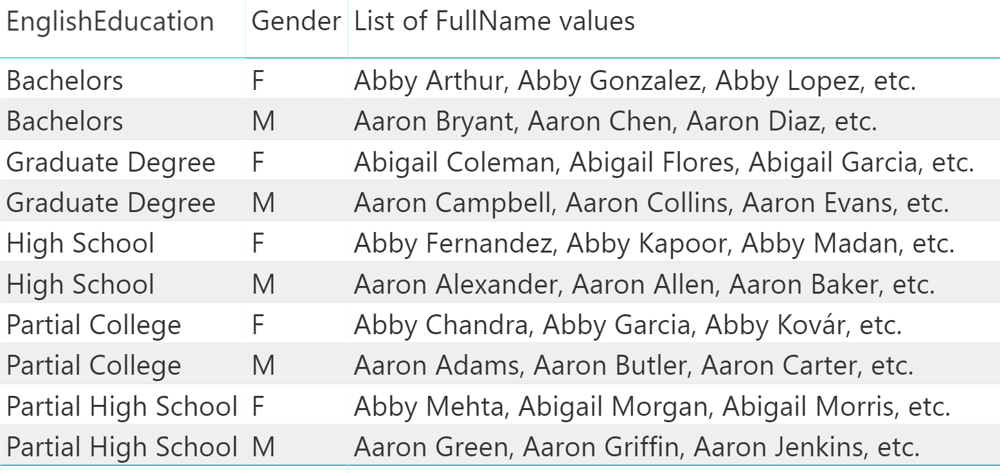 EnglishEducation Gender List of FullName values
Bachelors F Abby Arthur, Abby Gonzalez, Abby Lopez, etc.
Bachelors M Aaron Bryant, Aaron Chen, Aaron Diaz, etc.
Graduate Degree F Abigail Coleman, Abigail Flores, Abigail Garcia, etc.
Graduate Degree M Aaron Campbell, Aaron Collins, Aaron Evans, etc.
High School F Abby Fernandez, Abby Kapoor, Abby Madan, etc.
High School M Aaron Alexander, Aaron Allen, Aaron Baker, etc.
Partial College F Abby Chandra, Abby Garcia, Abby Kovár, etc.
Partial College M Aaron Adams, Aaron Butler, Aaron Carter, etc.
Partial High School F Abby Mehta, Abigail Morgan, Abigail Morris, etc.
Partial High School M Aaron Green, Aaron Griffin, Aaron Jenkins, etc.